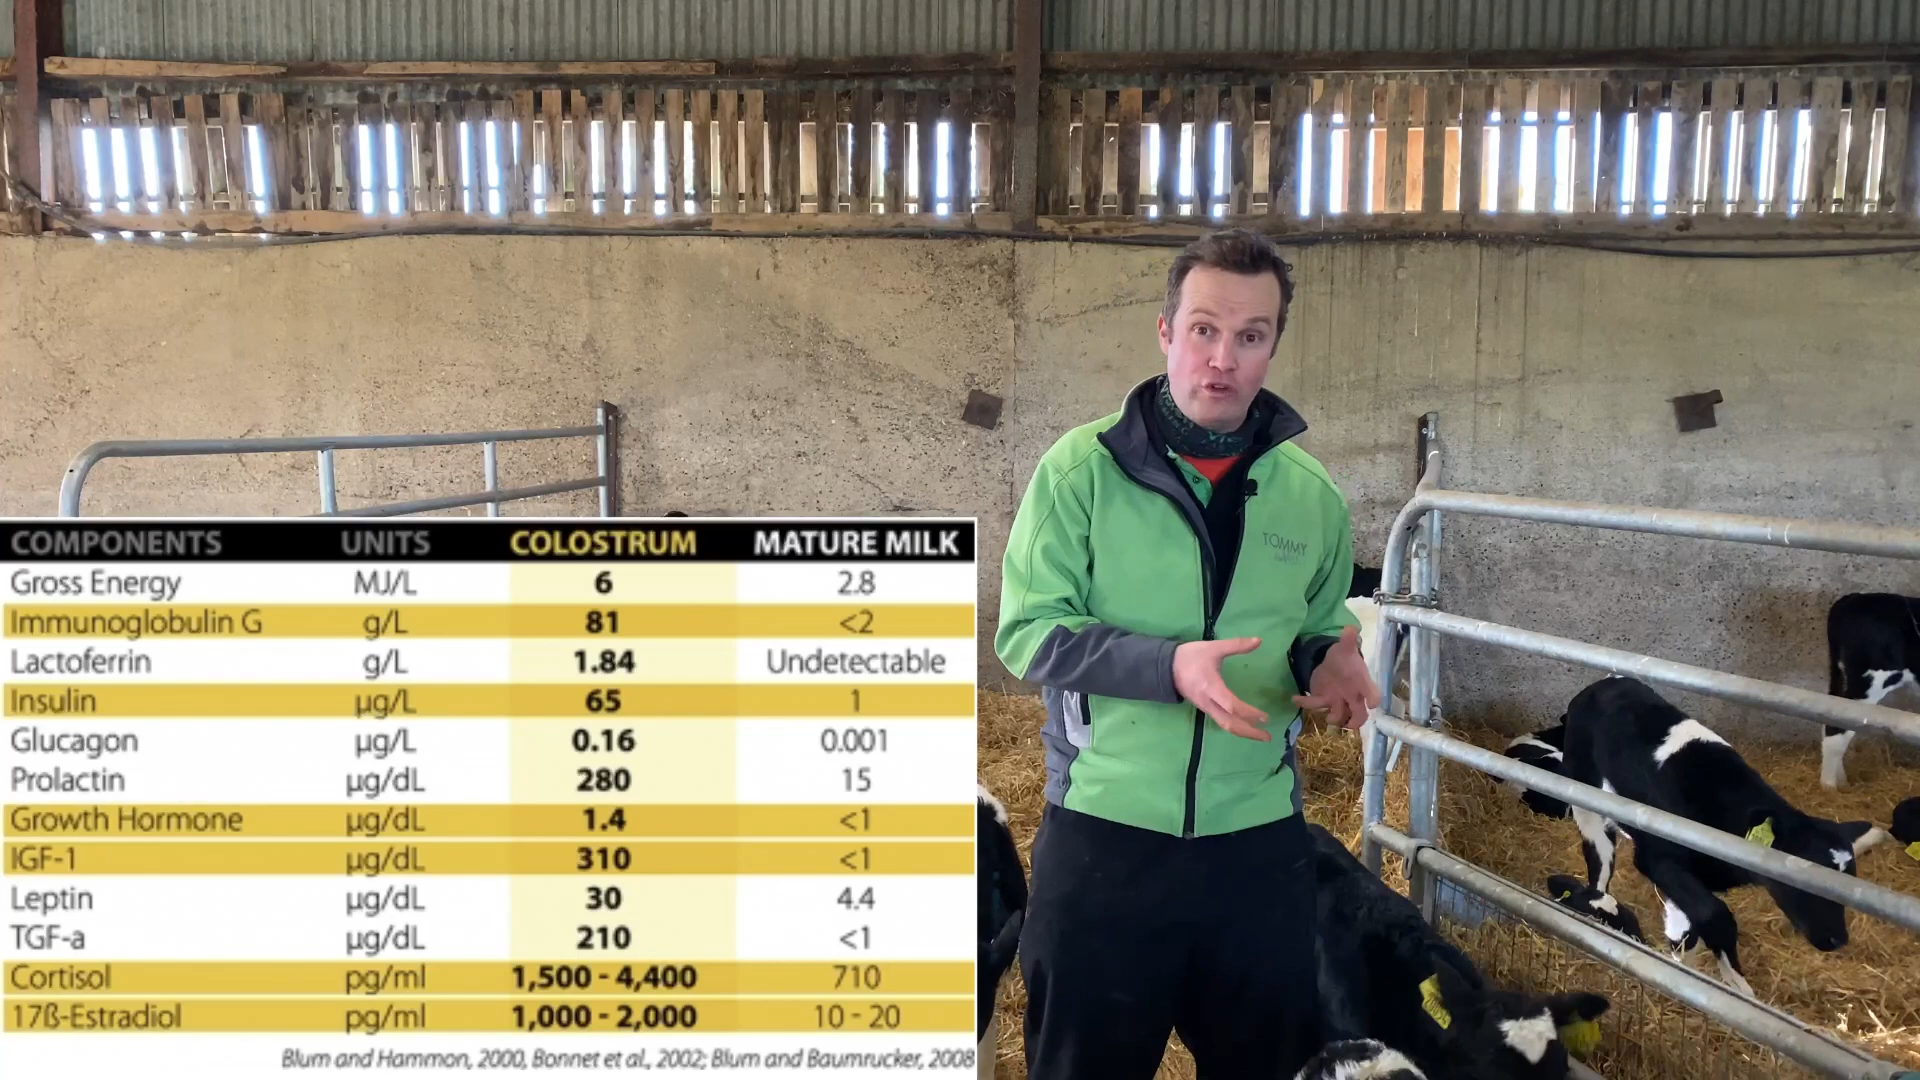 COMPONENTS UNITS COLOSTRUM MATURE MILK
Gross Energy MJ/L 6 2.8
Immunoglobulin G g/L 81 <2
Lactoferrin g/L 1.84 Undetectable
Insulin µg/L 65 1
Glucagon µg/L 0.16 0.001
Prolactin µg/dL 280 15
Growth Hormone µg/dL 1.4 <1
IGF-1 µg/dL 310 <1
Leptin µg/dL 30 4.4
TGF-a µg/dL 210 <1
Cortisol pg/ml 1,500 - 4,400 710
17ß-Estradiol pg/ml 1,000 - 2,000 10 - 20
Blum and Hammon, 2000, Bonnet et al., 2002; Blum and Baumrucker, 2008
TOMMY